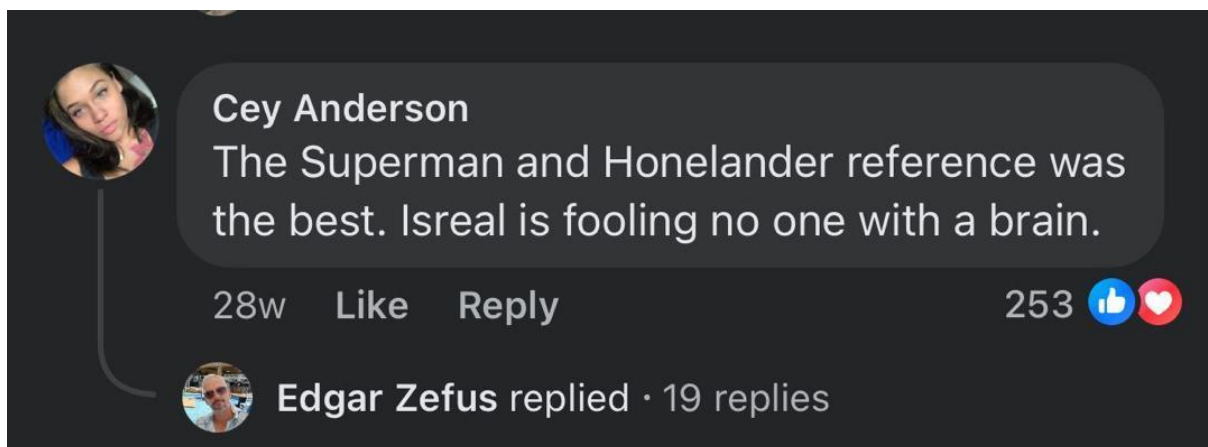 Cey Anderson
The Superman and Honelander reference was
the best. Isreal is fooling no one with a brain.
28w Like Reply 253
Edgar Zefus replied · 19 replies